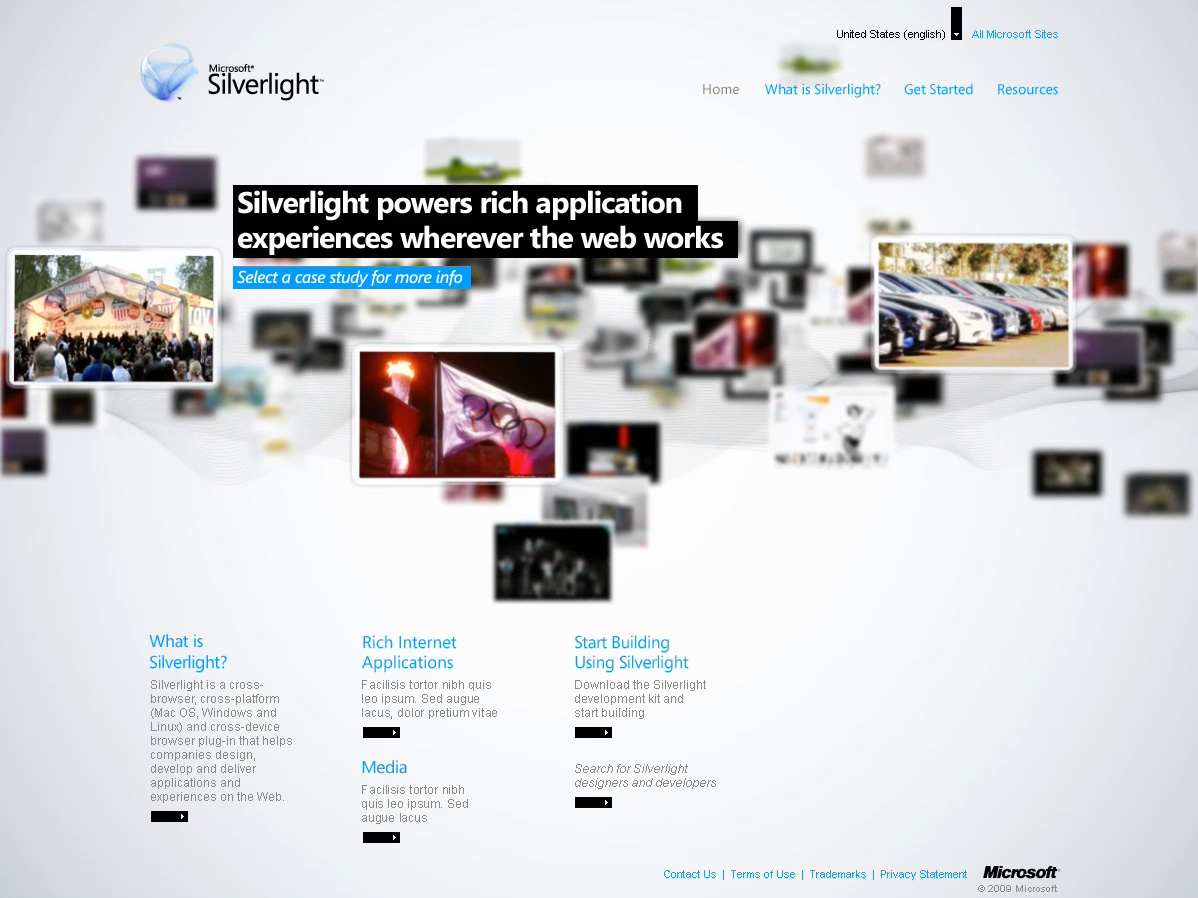 United States (english)
All Microsoft Sites
Microsoft®
Silverlight™
Home
What is Silverlight?
Get Started
Resources
Silverlight powers rich application
experiences wherever the web works
Select a case study for more info
What is
Silverlight?
Silverlight is a cross-
browser, cross-platform
(Mac OS, Windows and
Linux) and cross-device
browser plug-in that helps
companies design,
develop and deliver
applications and
experiences on the Web.
Rich Internet
Applications
Facilisis tortor nibh quis
leo ipsum. Sed augue
lacus, dolor pretium vitae
Media
Facilisis tortor nibh
quis leo ipsum. Sed
augue lacus
Start Building
Using Silverlight
Download the Silverlight
development kit and
start building
Search for Silverlight
designers and developers
Contact Us | Terms of Use | Trademarks | Privacy Statement
Microsoft
© 2009 Microsoft